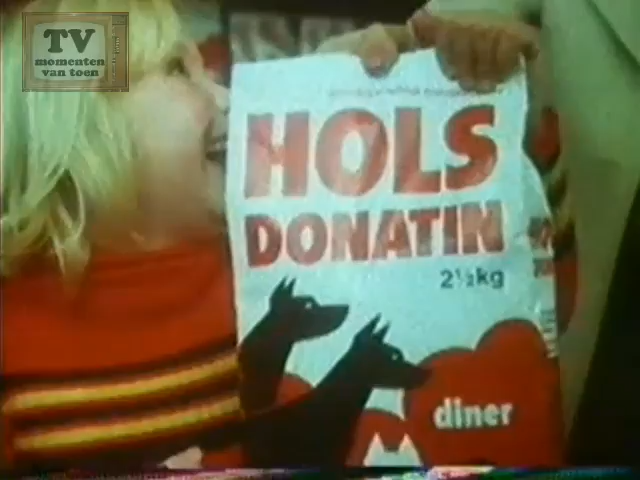 TV
momenten
van toen
HOLS
DONATIN
2½kg
diner